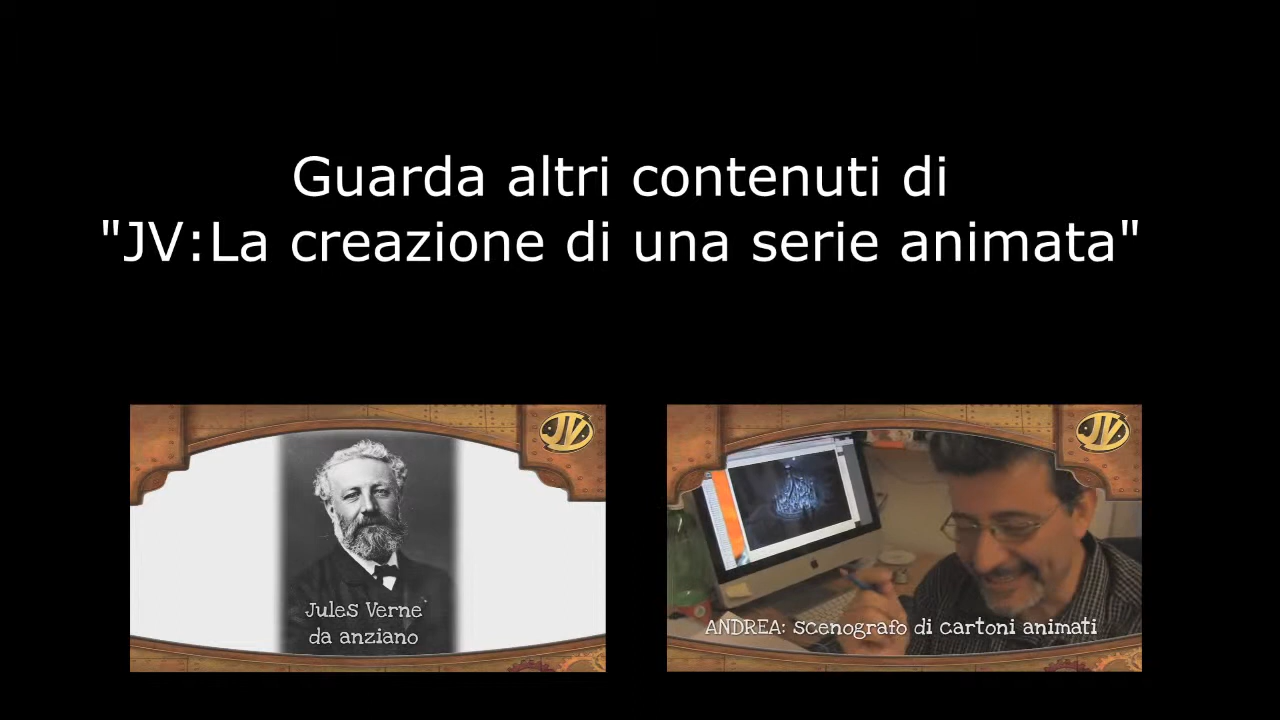 Guarda altri contenuti di
"JV:La creazione di una serie animata"
JV
JV
Jules Verne
da anziano
ANDREA: scenografo di cartoni animati